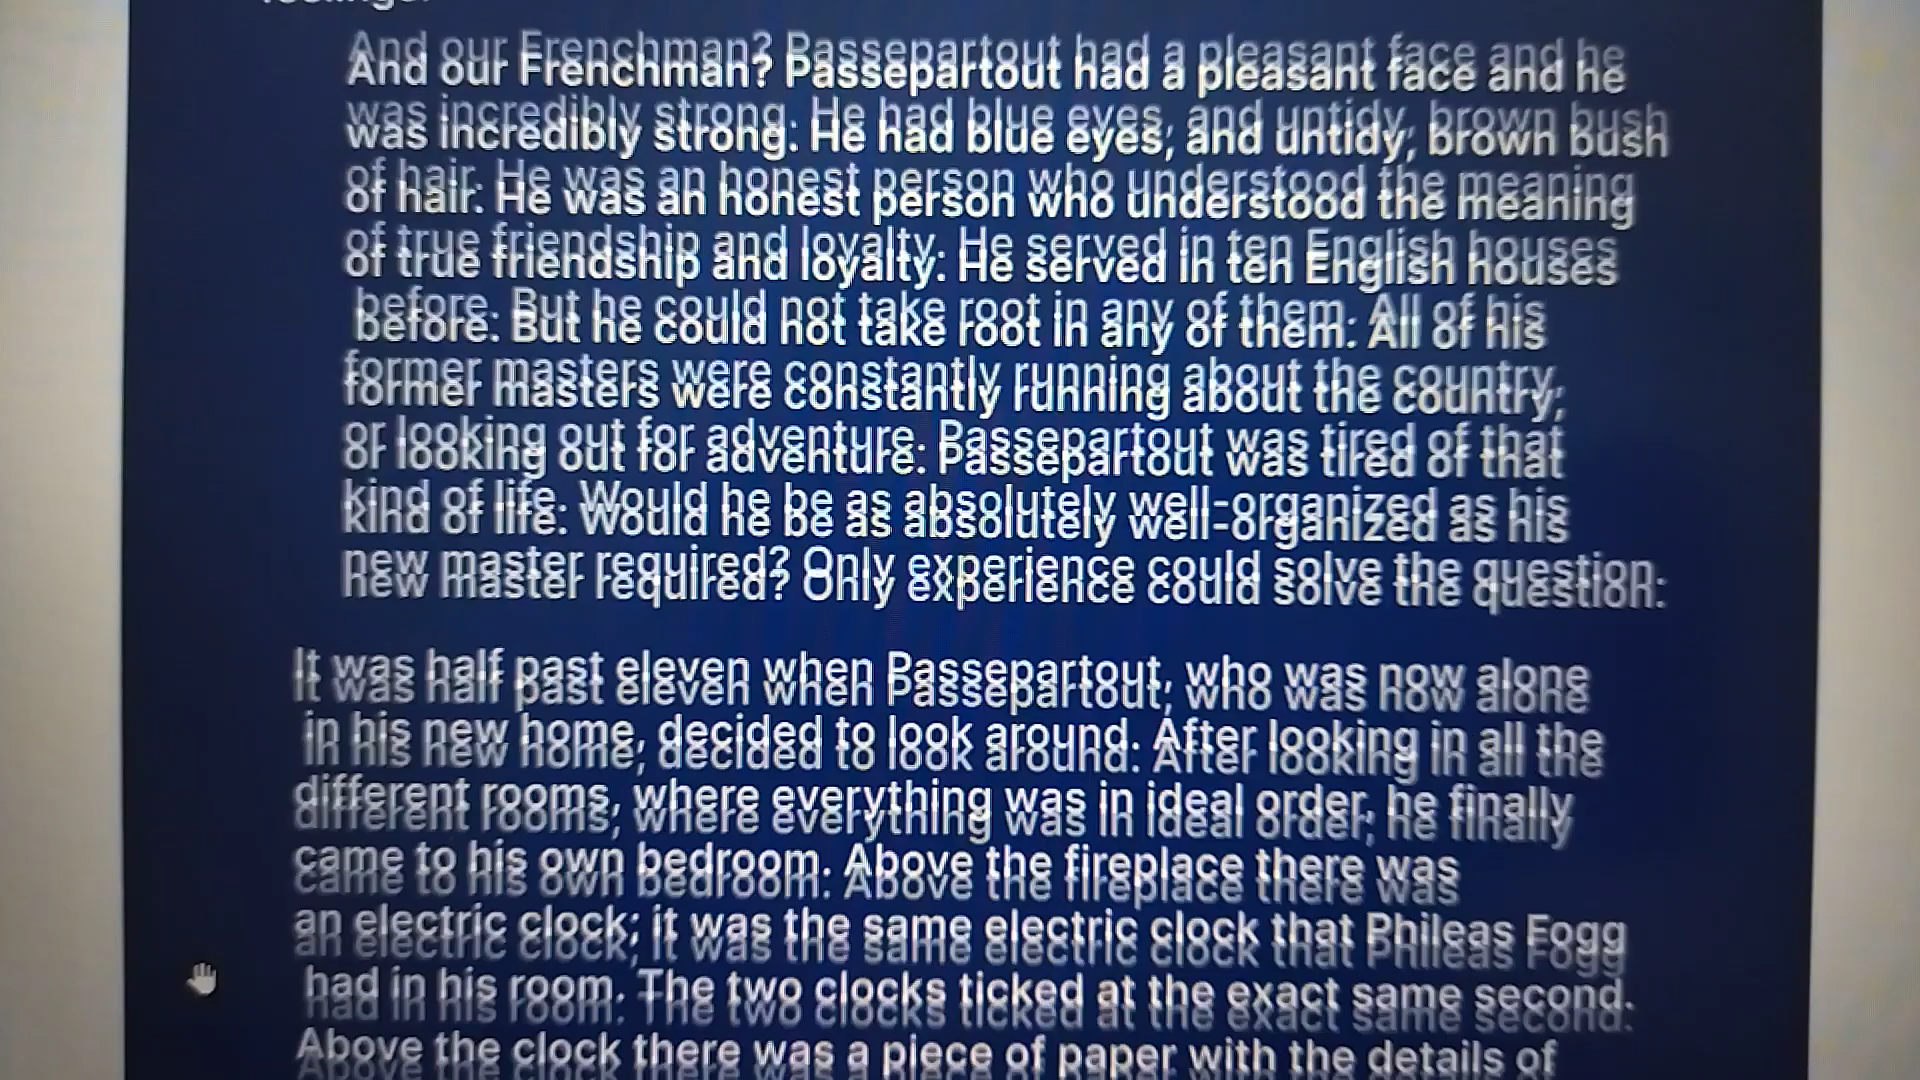 And our Frenchman? Passepartout had a pleasant face and he
was incredibly strong. He had blue eyes, and untidy, brown bush
of hair. He was an honest person who understood the meaning
of true friendship and loyalty. He served in ten English houses
before. But he could not take root in any of them. All of his
former masters were constantly running about the country,
or looking out for adventure. Passepartout was tired of that
kind of life. Would he be as absolutely well-organized as his
new master required? Only experience could solve the question.
It was half past eleven when Passepartout, who was now alone
in his new home, decided to look around. After looking in all the
different rooms, where everything was in ideal order, he finally
came to his own bedroom. Above the fireplace there was
an electric clock; it was the same electric clock that Phileas Fogg
had in his room. The two clocks ticked at the exact same second.
Above the clock there was a piece of paper with the details of